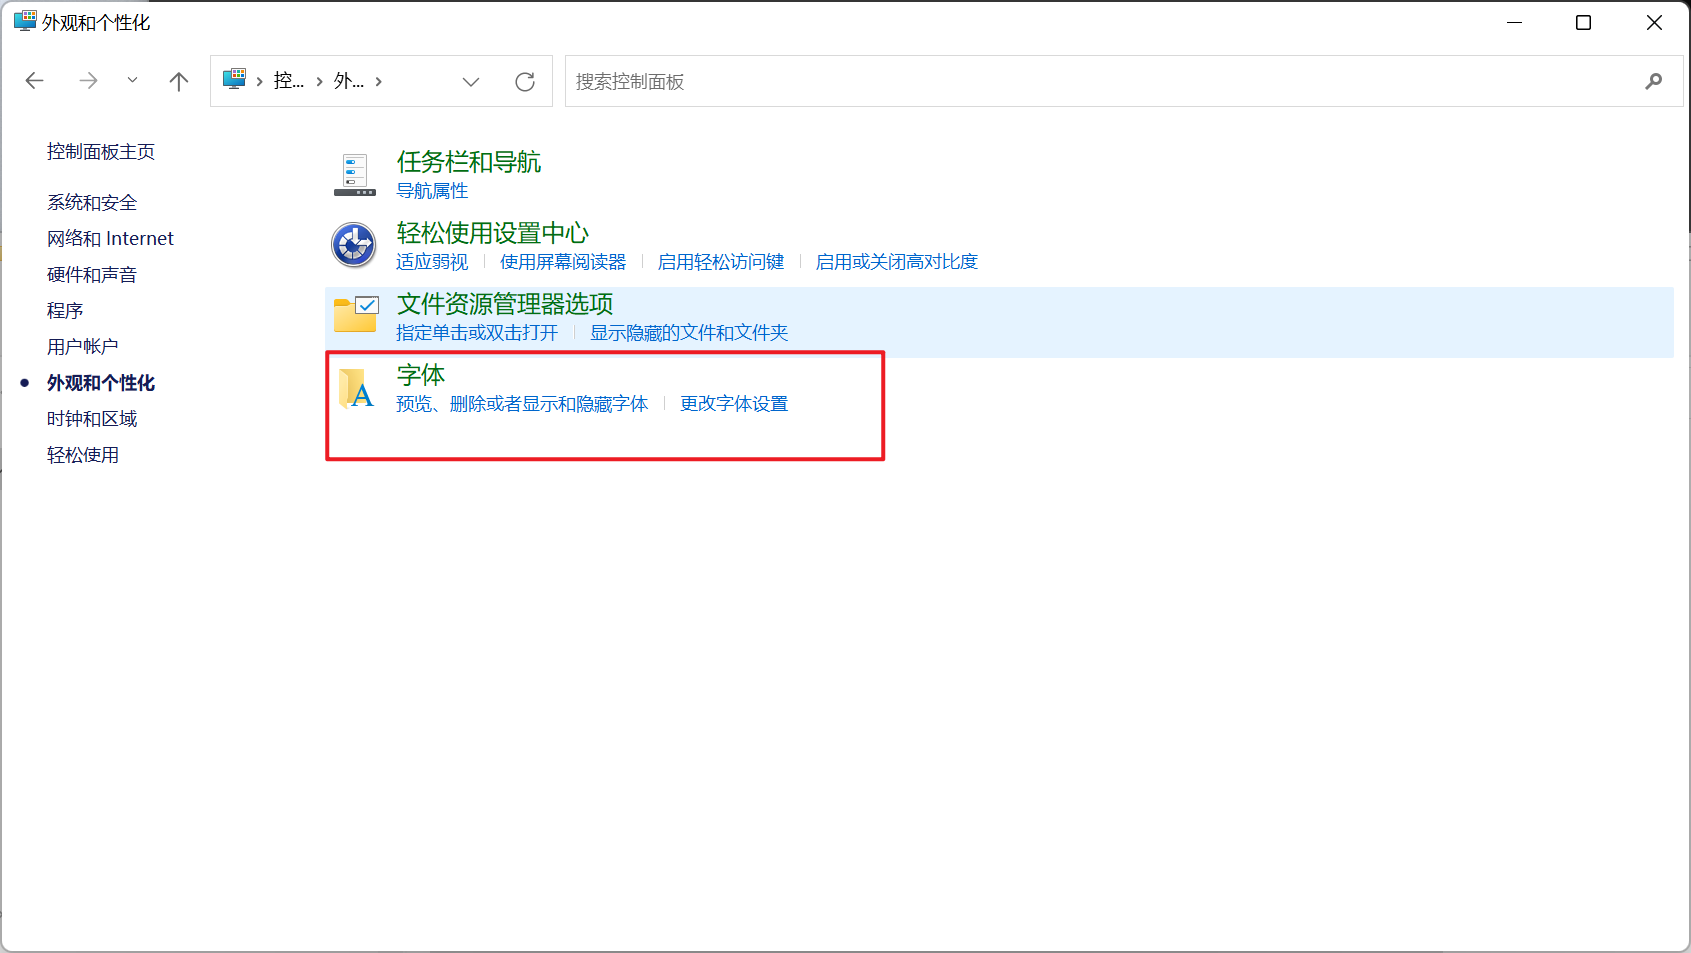 外观和个性化
控... 外...
搜索控制面板
控制面板主页
系统和安全
网络和 Internet
硬件和声音
程序
用户帐户
外观和个性化
时钟和区域
轻松使用
任务栏和导航
导航属性
轻松使用设置中心
适应弱视 使用屏幕阅读器 启用轻松访问键 启用或关闭高对比度
文件资源管理器选项
指定单击或双击打开 显示隐藏的文件和文件夹
字体
预览、删除或者显示和隐藏字体 更改字体设置